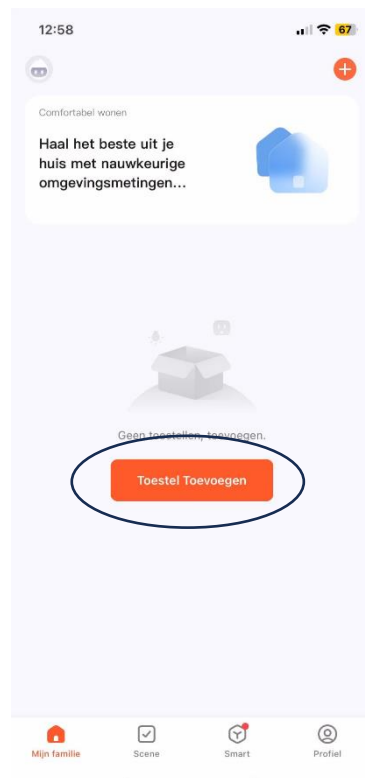 12:58
67
Comfortabel wonen
Haal het beste uit je
huis met nauwkeurige
omgevingsmetingen...
Geen toestellen, toevoegen.
Toestel Toevoegen
Mijn familie
Scene
Smart
Profiel